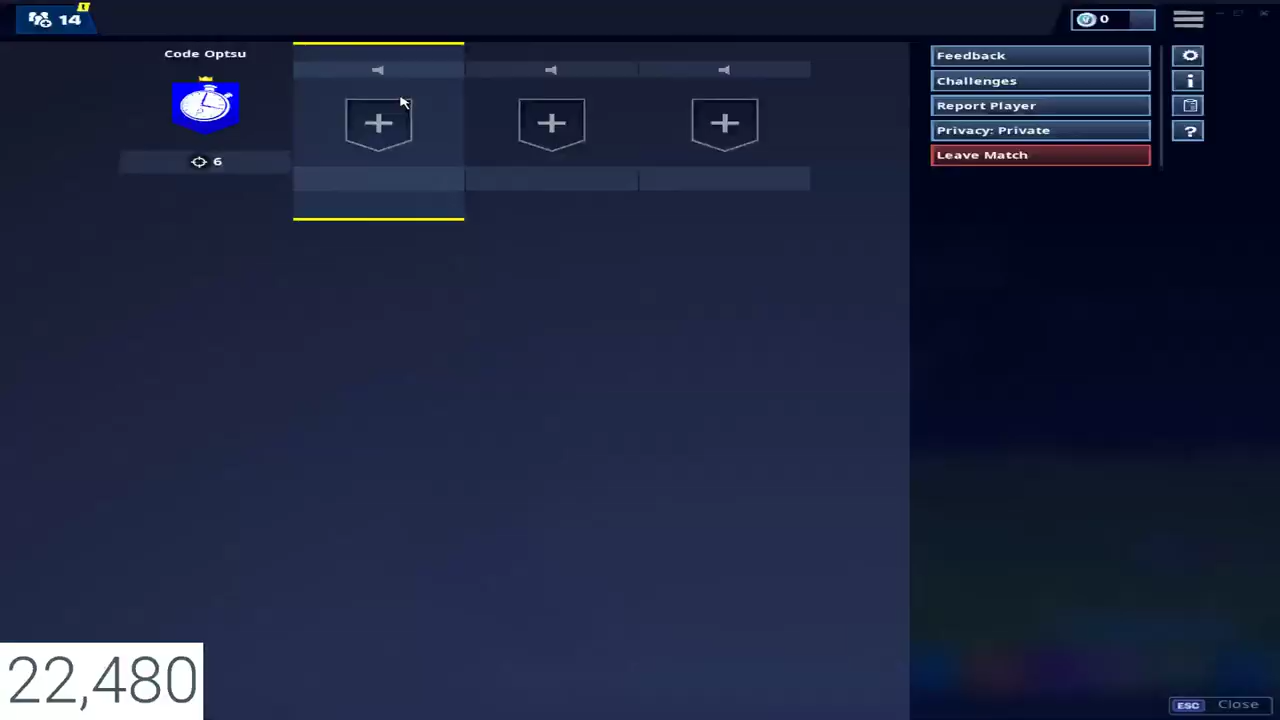 14
t
0
Code Optsu
6
Feedback
Challenges
Report Player
Privacy: Private
Leave Match
i
?
22,480
ESC Close